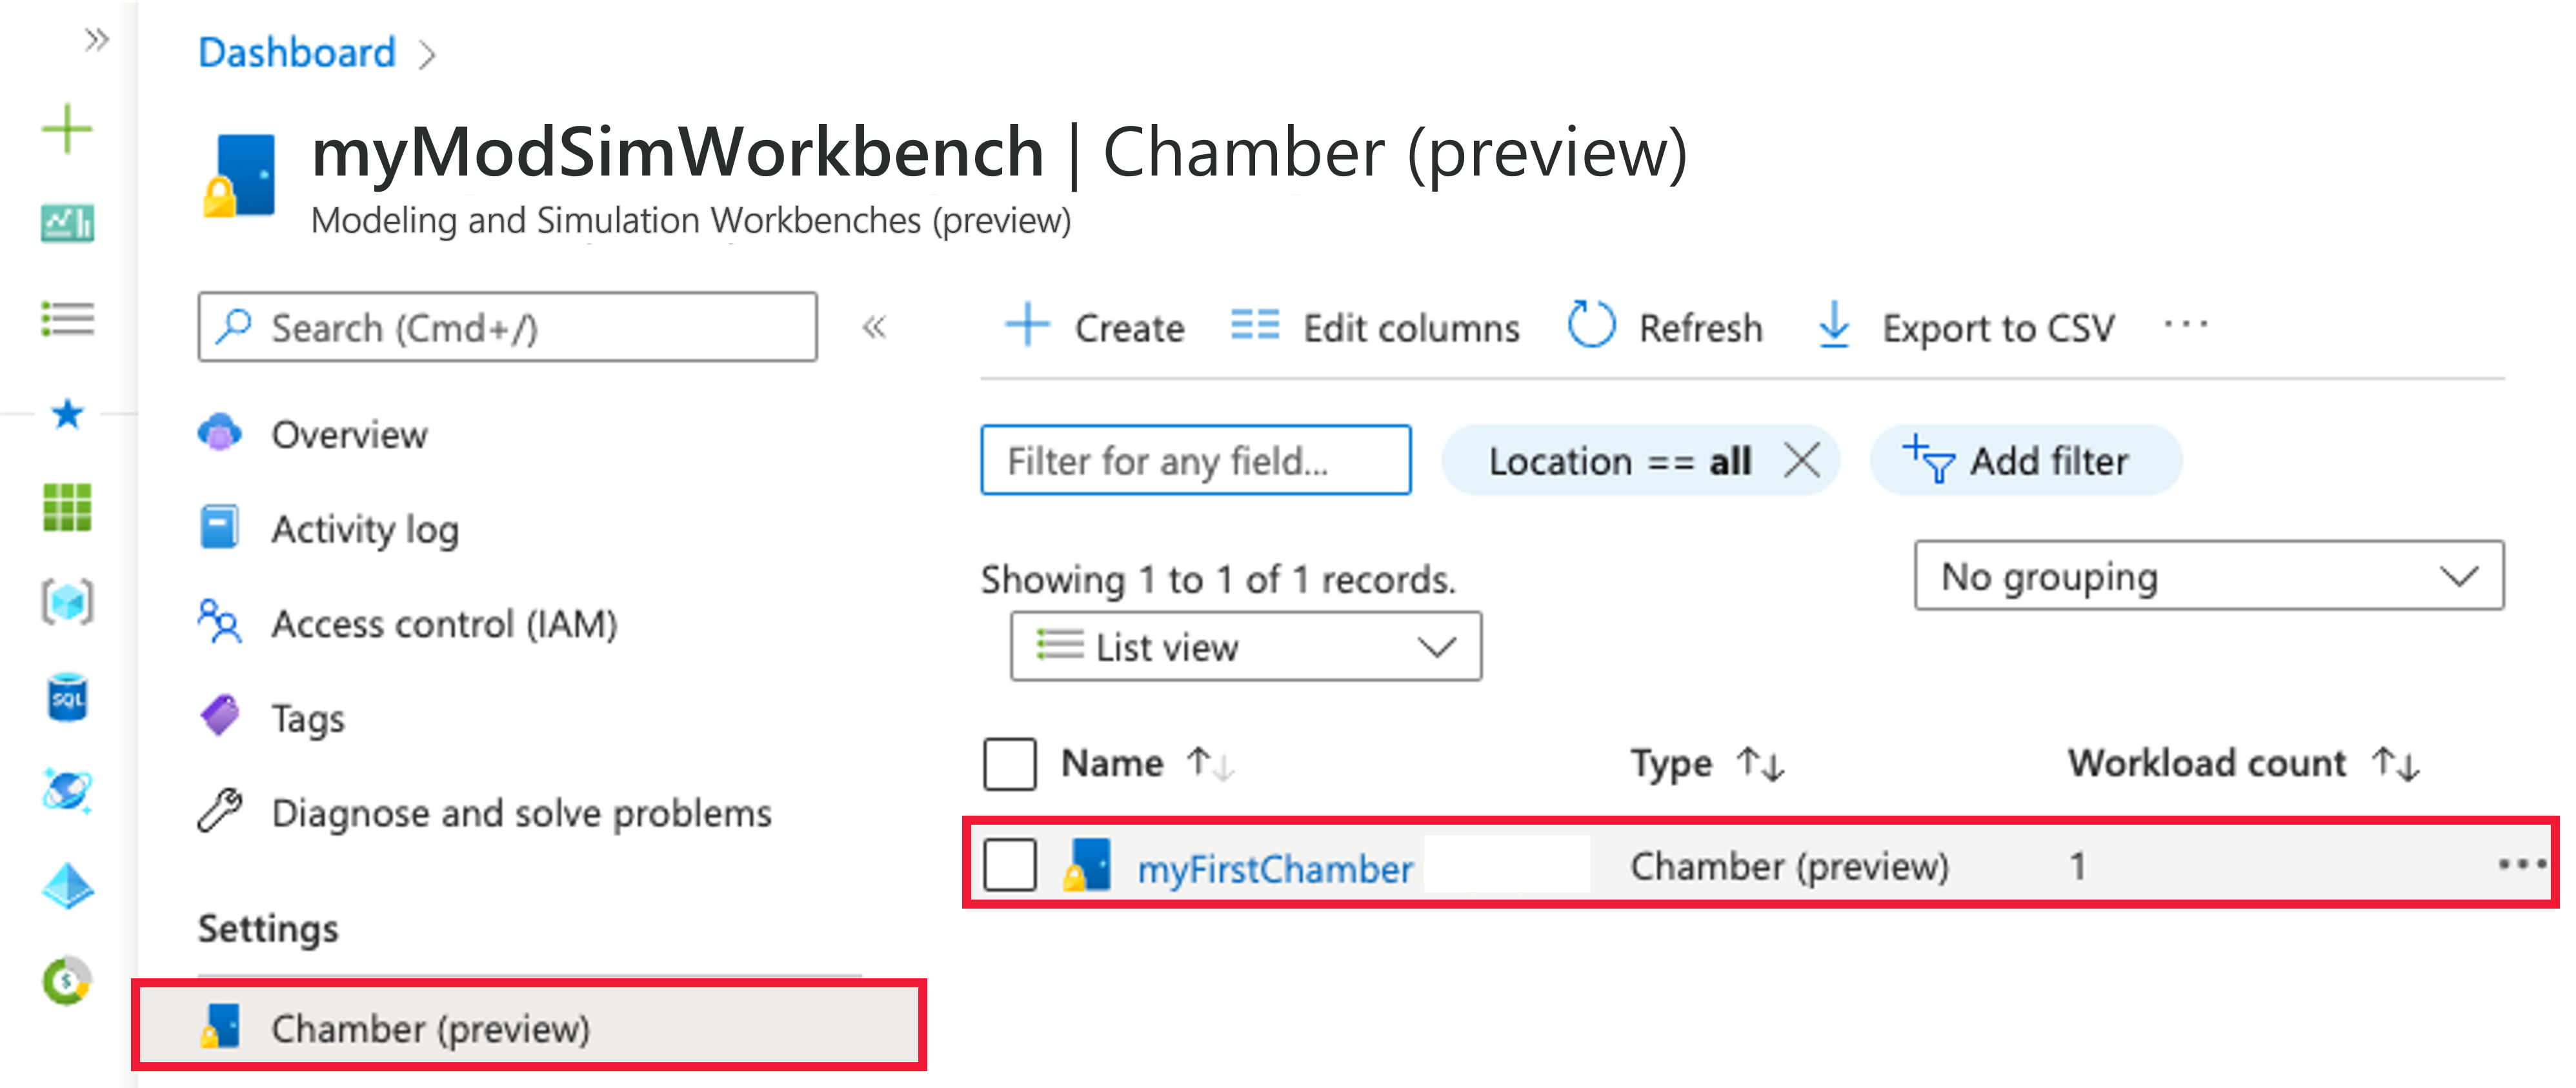 Dashboard
myModSimWorkbench | Chamber (preview)
Modeling and Simulation Workbenches (preview)
Search (Cmd+/)
Overview
Activity log
Access control (IAM)
Tags
Diagnose and solve problems
Settings
Chamber (preview)
Create Edit columns Refresh Export to CSV ...
Filter for any field... Location == all Add filter
Showing 1 to 1 of 1 records.
No grouping
List view
Name Type Workload count
myFirstChamber Chamber (preview) 1 ...
SQL
$